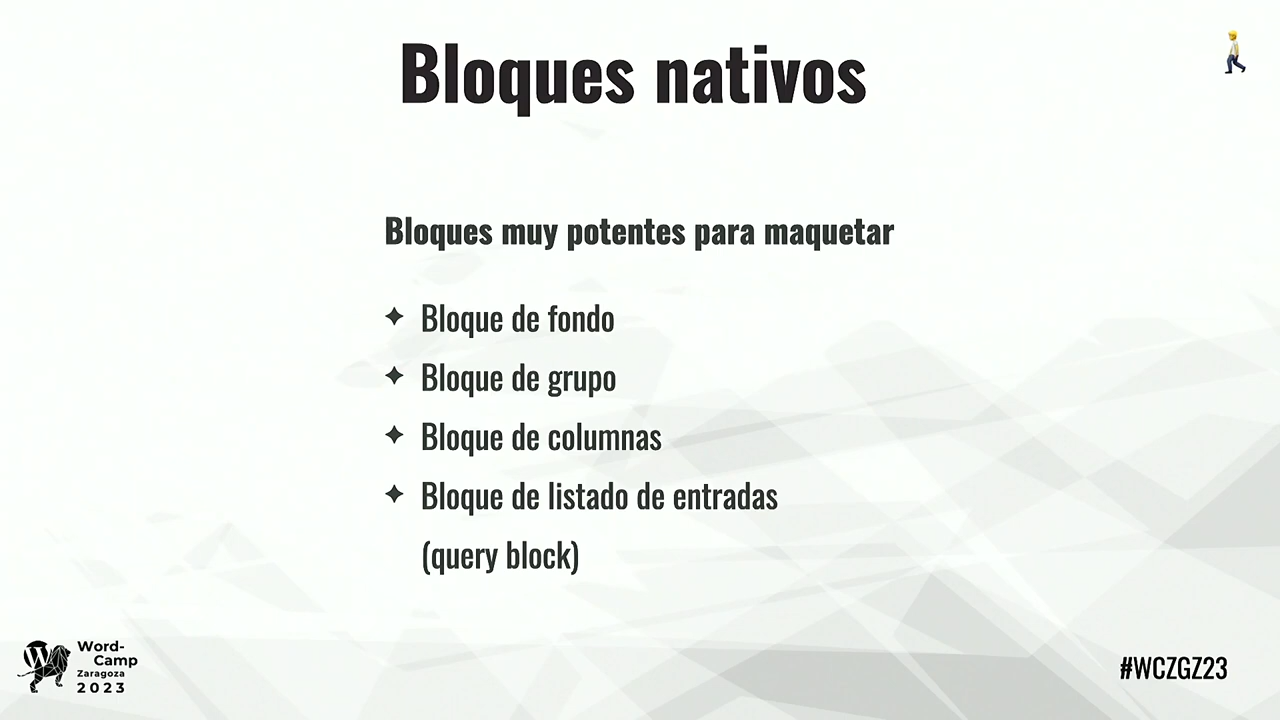 Bloques nativos
Bloques muy potentes para maquetar
Bloque de fondo
Bloque de grupo
Bloque de columnas
Bloque de listado de entradas
(query block)
Word-
Camp
Zaragoza
2023
#WCZGZ23